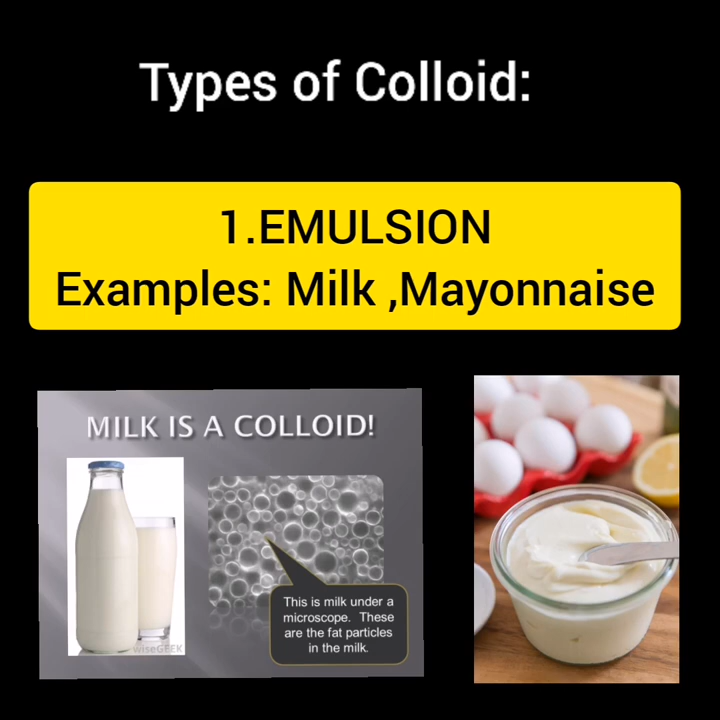 Types of Colloid:
1.EMULSION
Examples: Milk ,Mayonnaise
MILK IS A COLLOID!
This is milk under a
microscope. These
are the fat particles
in the milk.
wiseGEEK